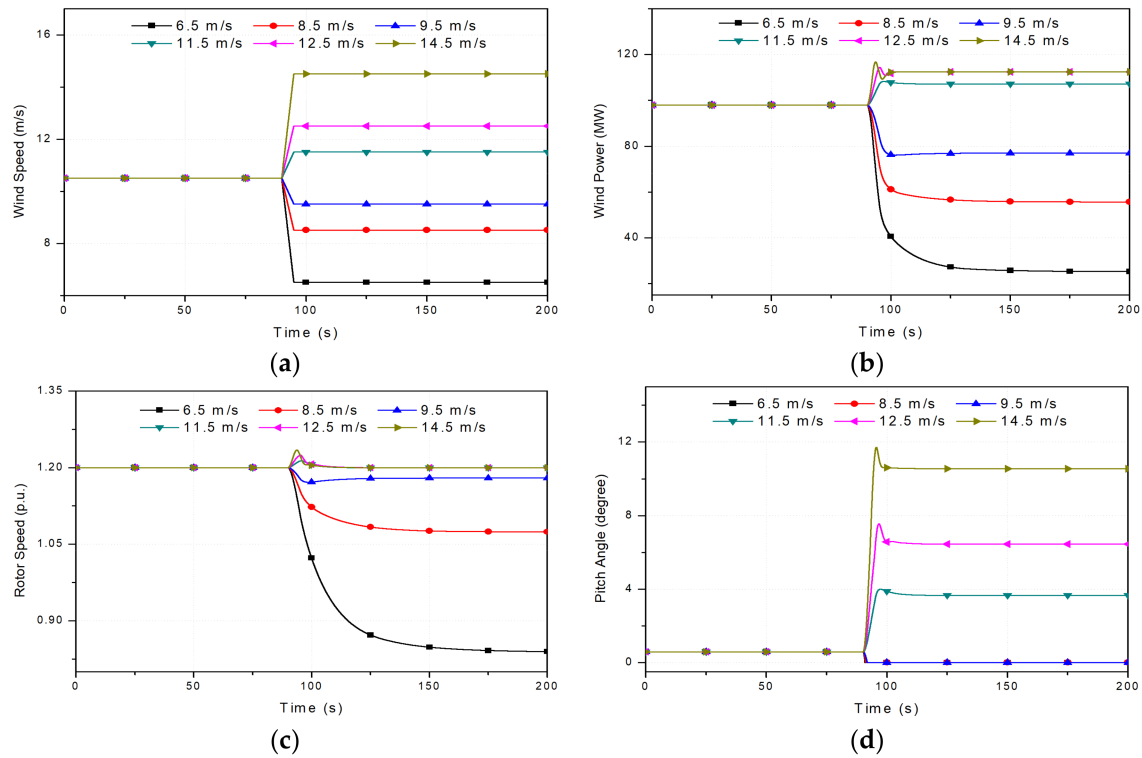 6.5 m/s 8.5 m/s 9.5 m/s
11.5 m/s 12.5 m/s 14.5 m/s
16
12
8
Wind Speed (m/s)
0 50 100 150 200
Time (s)
(a)
6.5 m/s 8.5 m/s 9.5 m/s
11.5 m/s 12.5 m/s 14.5 m/s
120
80
40
Wind Power (MW)
0 50 100 150 200
Time (s)
(b)
6.5 m/s 8.5 m/s 9.5 m/s
11.5 m/s 12.5 m/s 14.5 m/s
1.35
1.20
1.05
0.90
Rotor Speed (p.u.)
0 50 100 150 200
Time (s)
(c)
6.5 m/s 8.5 m/s 9.5 m/s
11.5 m/s 12.5 m/s 14.5 m/s
12
8
4
0
Pitch Angle (degree)
0 50 100 150 200
Time (s)
(d)